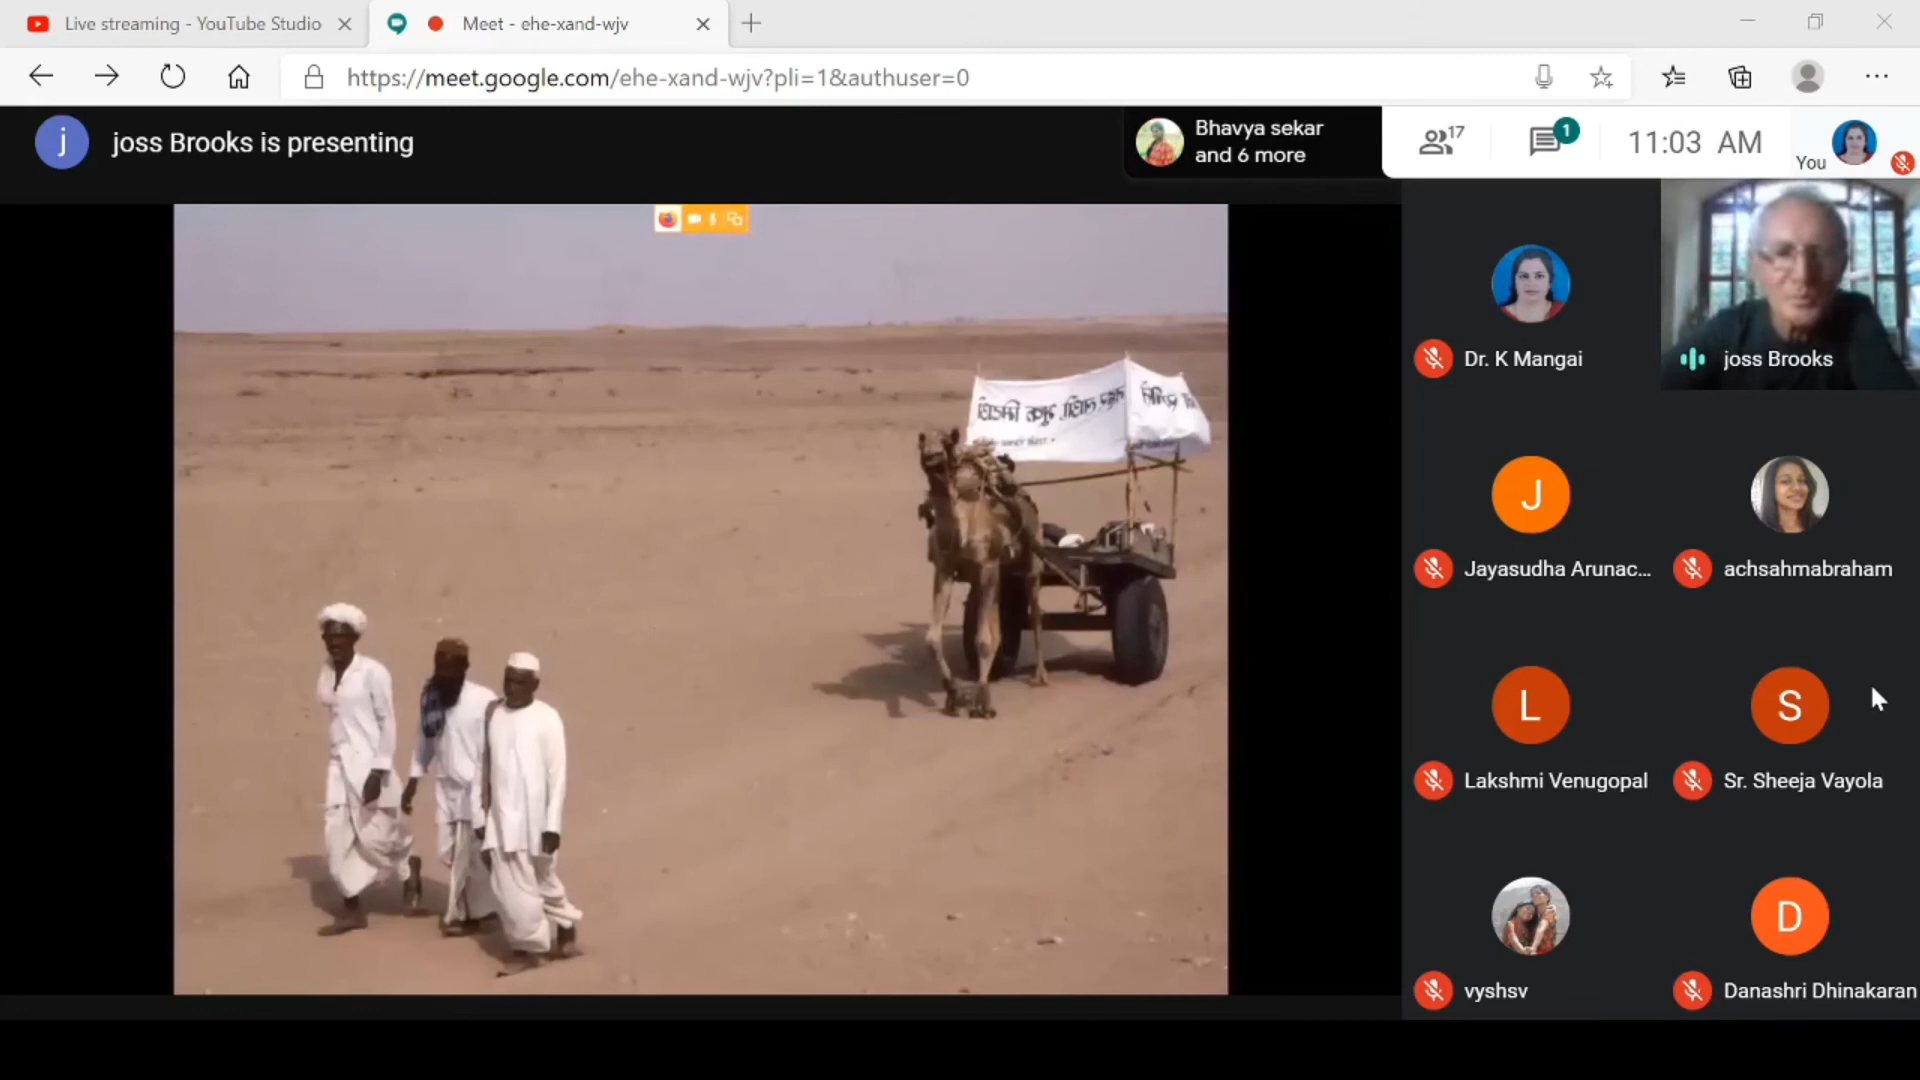 Live streaming - YouTube Studio
Meet - ehe-xand-wjv
https://meet.google.com/ehe-xand-wjv?pli=1&authuser=0
j
joss Brooks is presenting
Bhavya sekar
and 6 more
17
1
11:03 AM
You
Dr. K Mangai
joss Brooks
J
Jayasudha Arunac...
achsahmabraham
L
Lakshmi Venugopal
S
Sr. Sheeja Vayola
vyshsv
D
Danashri Dhinakaran